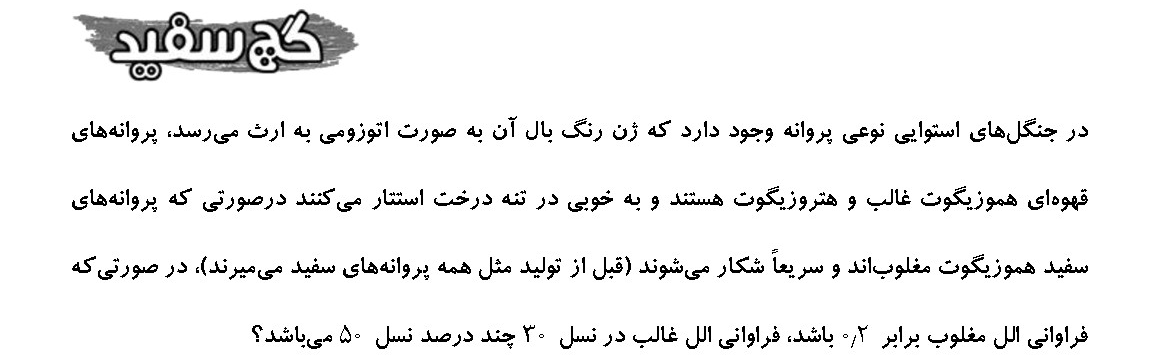 گچ سفید
در جنگل‌های استوایی نوعی پروانه وجود دارد که ژن رنگ بال آن به صورت اتوزومی به ارث می‌رسد، پروانه‌های
قهوه‌ای هموزیگوت غالب و هتروزیگوت هستند و به خوبی در تنه درخت استتار می‌کنند درصورتی که پروانه‌های
سفید هموزیگوت مغلوب‌اند و سریعاً شکار می‌شوند (قبل از تولید مثل همه پروانه‌های سفید می‌میرند)، در صورتی‌که
فراوانی الل مغلوب برابر ۰٫۲ باشد، فراوانی الل غالب در نسل ۳۰ چند درصد نسل ۵۰ می‌باشد؟